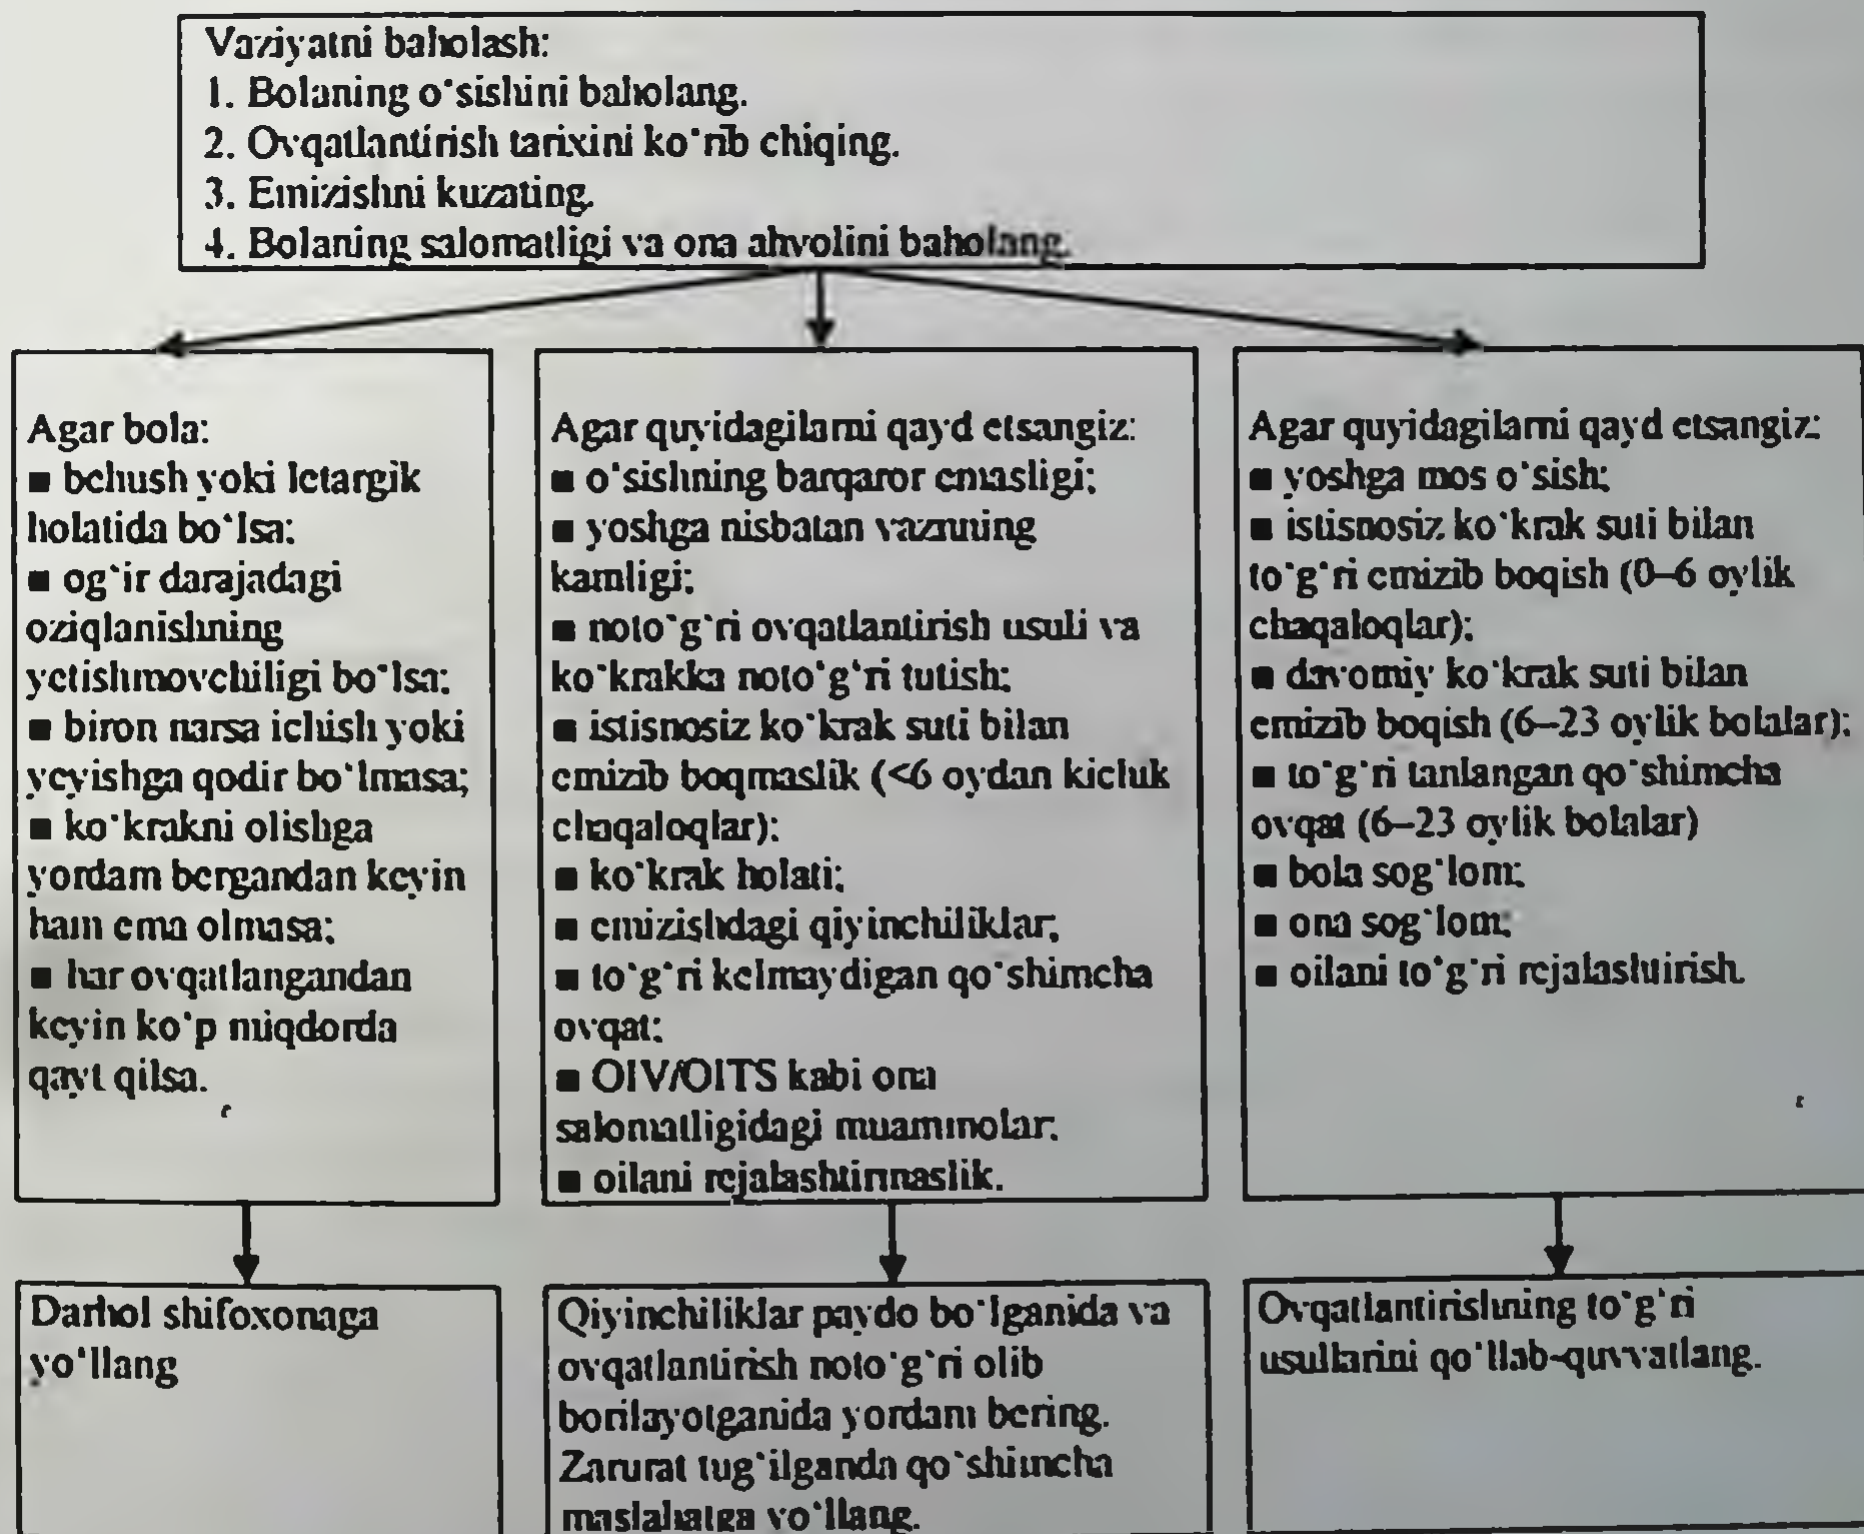 Vaziyatni baholash:
1. Bolaning o‘sishini baholang.
2. Ovqatlantirish tarixini ko‘rib chiqing.
3. Emizishni kuzating.
4. Bolaning salomatligi va ona ahvolini baholang.
Agar bola:
■ behush yoki letargik
holatida bo‘lsa;
■ og‘ir darajadagi
oziqlanishning
yetishmovchiligi bo‘lsa;
■ biron narsa ichish yoki
yeyishga qodir bo‘lmasa;
■ ko‘krakni olishga
yordam bergandan keyin
ham ema olmasa;
■ har ovqatlangandan
keyin ko‘p miqdorda
qayt qilsa.
Agar quyidagilarni qayd etsangiz:
■ o‘sishning barqaror emasligi;
■ yoshga nisbatan vaznning
kamligi;
■ noto‘g‘ri ovqatlantirish usuli va
ko‘krakka noto‘g‘ri tutish;
■ istisnosiz ko‘krak suti bilan
emizib boqmaslik (<6 oydan kichik
chaqaloqlar);
■ ko‘krak holati;
■ emizishdagi qiyinchiliklar;
■ to‘g‘ri kelmaydigan qo‘shimcha
ovqat;
■ OIV/OITS kabi ona
salomatligidagi muammolar;
■ oilani rejalashtirmaslik.
Agar quyidagilarni qayd etsangiz:
■ yoshga mos o‘sish;
■ istisnosiz ko‘krak suti bilan
to‘g‘ri emizib boqish (0–6 oylik
chaqaloqlar);
■ davomiy ko‘krak suti bilan
emizib boqish (6–23 oylik bolalar);
■ to‘g‘ri tanlangan qo‘shimcha
ovqat (6–23 oylik bolalar)
■ bola sog‘lom;
■ ona sog‘lom;
■ oilani to‘g‘ri rejalashtirish.
Darhol shifoxonaga
yo‘llang
Qiyinchiliklar paydo bo‘lganida va
ovqatlantirish noto‘g‘ri olib
borilayotganida yordam bering.
Zarurat tug‘ilganda qo‘shimcha
maslahatga yo‘llang.
Ovqatlantirishning to‘g‘ri
usullarini qo‘llab-quvvatlang.